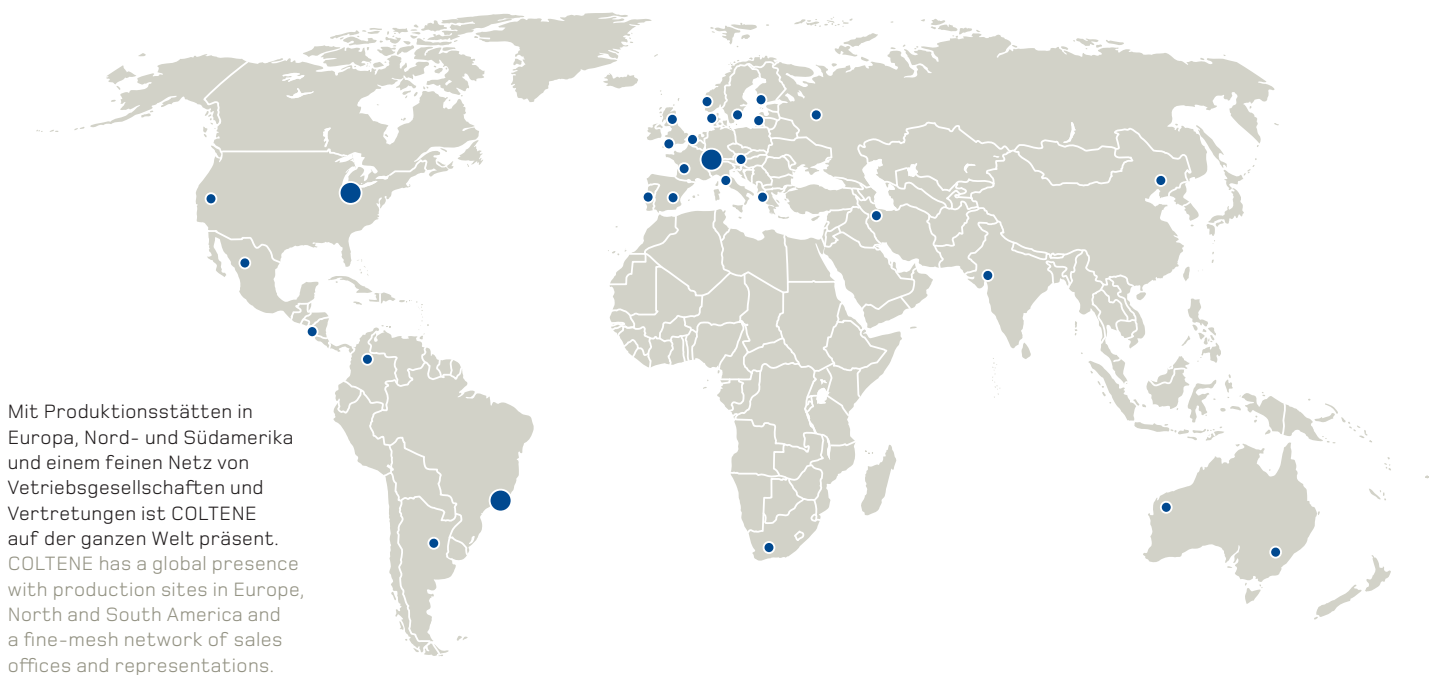 Mit Produktionsstätten in
Europa, Nord- und Südamerika
und einem feinen Netz von
Vetriebsgesellschaften und
Vertretungen ist COLTENE
auf der ganzen Welt präsent.
COLTENE has a global presence
with production sites in Europe,
North and South America and
a fine-mesh network of sales
offices and representations.